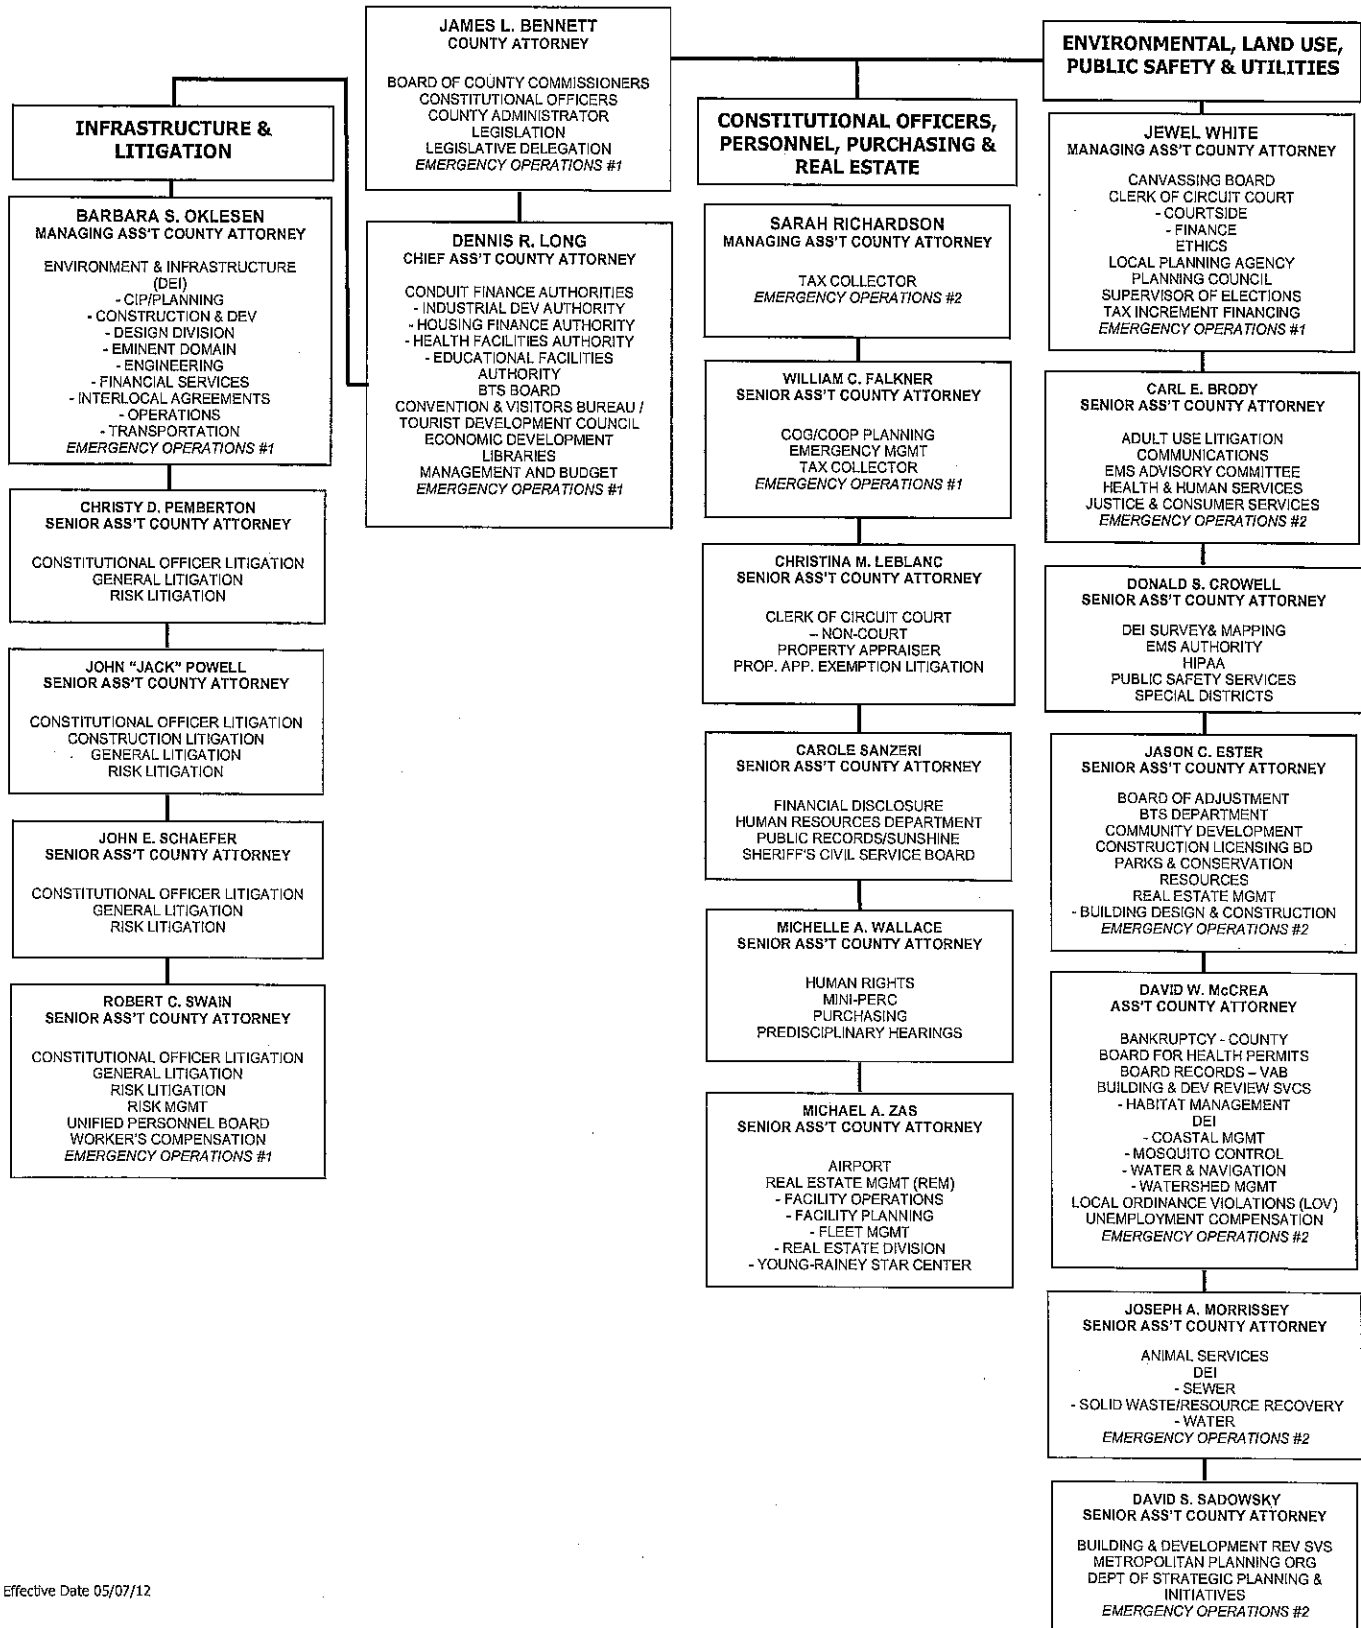 JAMES L. BENNETT
COUNTY ATTORNEY
BOARD OF COUNTY COMMISSIONERS
CONSTITUTIONAL OFFICERS
COUNTY ADMINISTRATOR
LEGISLATION
LEGISLATIVE DELEGATION
EMERGENCY OPERATIONS #1
DENNIS R. LONG
CHIEF ASS'T COUNTY ATTORNEY
CONDUIT FINANCE AUTHORITIES
- INDUSTRIAL DEV AUTHORITY
- HOUSING FINANCE AUTHORITY
- HEALTH FACILITIES AUTHORITY
- EDUCATIONAL FACILITIES
AUTHORITY
BTS BOARD
CONVENTION & VISITORS BUREAU /
TOURIST DEVELOPMENT COUNCIL
ECONOMIC DEVELOPMENT
LIBRARIES
MANAGEMENT AND BUDGET
EMERGENCY OPERATIONS #1
INFRASTRUCTURE &
LITIGATION
BARBARA S. OKLESEN
MANAGING ASS'T COUNTY ATTORNEY
ENVIRONMENT & INFRASTRUCTURE
(DEI)
- CIP/PLANNING
- CONSTRUCTION & DEV
- DESIGN DIVISION
- EMINENT DOMAIN
- ENGINEERING
- FINANCIAL SERVICES
- INTERLOCAL AGREEMENTS
- OPERATIONS
- TRANSPORTATION
EMERGENCY OPERATIONS #1
CHRISTY D. PEMBERTON
SENIOR ASS'T COUNTY ATTORNEY
CONSTITUTIONAL OFFICER LITIGATION
GENERAL LITIGATION
RISK LITIGATION
JOHN "JACK" POWELL
SENIOR ASS'T COUNTY ATTORNEY
CONSTITUTIONAL OFFICER LITIGATION
CONSTRUCTION LITIGATION
GENERAL LITIGATION
RISK LITIGATION
JOHN E. SCHAEFER
SENIOR ASS'T COUNTY ATTORNEY
CONSTITUTIONAL OFFICER LITIGATION
GENERAL LITIGATION
RISK LITIGATION
ROBERT C. SWAIN
SENIOR ASS'T COUNTY ATTORNEY
CONSTITUTIONAL OFFICER LITIGATION
GENERAL LITIGATION
RISK LITIGATION
RISK MGMT
UNIFIED PERSONNEL BOARD
WORKER'S COMPENSATION
EMERGENCY OPERATIONS #1
CONSTITUTIONAL OFFICERS,
PERSONNEL, PURCHASING &
REAL ESTATE
SARAH RICHARDSON
MANAGING ASS'T COUNTY ATTORNEY
TAX COLLECTOR
EMERGENCY OPERATIONS #2
WILLIAM C. FALKNER
SENIOR ASS'T COUNTY ATTORNEY
COG/COOP PLANNING
EMERGENCY MGMT
TAX COLLECTOR
EMERGENCY OPERATIONS #1
CHRISTINA M. LEBLANC
SENIOR ASS'T COUNTY ATTORNEY
CLERK OF CIRCUIT COURT
– NON-COURT
PROPERTY APPRAISER
PROP. APP. EXEMPTION LITIGATION
CAROLE SANZERI
SENIOR ASS'T COUNTY ATTORNEY
FINANCIAL DISCLOSURE
HUMAN RESOURCES DEPARTMENT
PUBLIC RECORDS/SUNSHINE
SHERIFF'S CIVIL SERVICE BOARD
MICHELLE A. WALLACE
SENIOR ASS'T COUNTY ATTORNEY
HUMAN RIGHTS
MINI-PERC
PURCHASING
PREDISCIPLINARY HEARINGS
MICHAEL A. ZAS
SENIOR ASS'T COUNTY ATTORNEY
AIRPORT
REAL ESTATE MGMT (REM)
- FACILITY OPERATIONS
- FACILITY PLANNING
- FLEET MGMT
- REAL ESTATE DIVISION
- YOUNG-RAINEY STAR CENTER
ENVIRONMENTAL, LAND USE,
PUBLIC SAFETY & UTILITIES
JEWEL WHITE
MANAGING ASS'T COUNTY ATTORNEY
CANVASSING BOARD
CLERK OF CIRCUIT COURT
- COURTSIDE
- FINANCE
ETHICS
LOCAL PLANNING AGENCY
PLANNING COUNCIL
SUPERVISOR OF ELECTIONS
TAX INCREMENT FINANCING
EMERGENCY OPERATIONS #1
CARL E. BRODY
SENIOR ASS'T COUNTY ATTORNEY
ADULT USE LITIGATION
COMMUNICATIONS
EMS ADVISORY COMMITTEE
HEALTH & HUMAN SERVICES
JUSTICE & CONSUMER SERVICES
EMERGENCY OPERATIONS #2
DONALD S. CROWELL
SENIOR ASS'T COUNTY ATTORNEY
DEI SURVEY& MAPPING
EMS AUTHORITY
HIPAA
PUBLIC SAFETY SERVICES
SPECIAL DISTRICTS
JASON C. ESTER
SENIOR ASS'T COUNTY ATTORNEY
BOARD OF ADJUSTMENT
BTS DEPARTMENT
COMMUNITY DEVELOPMENT
CONSTRUCTION LICENSING BD
PARKS & CONSERVATION
RESOURCES
REAL ESTATE MGMT
- BUILDING DESIGN & CONSTRUCTION
EMERGENCY OPERATIONS #2
DAVID W. McCREA
ASS'T COUNTY ATTORNEY
BANKRUPTCY - COUNTY
BOARD FOR HEALTH PERMITS
BOARD RECORDS – VAB
BUILDING & DEV REVIEW SVCS
- HABITAT MANAGEMENT
DEI
- COASTAL MGMT
- MOSQUITO CONTROL
- WATER & NAVIGATION
- WATERSHED MGMT
LOCAL ORDINANCE VIOLATIONS (LOV)
UNEMPLOYMENT COMPENSATION
EMERGENCY OPERATIONS #2
JOSEPH A. MORRISSEY
SENIOR ASS'T COUNTY ATTORNEY
ANIMAL SERVICES
DEI
- SEWER
- SOLID WASTE/RESOURCE RECOVERY
- WATER
EMERGENCY OPERATIONS #2
DAVID S. SADOWSKY
SENIOR ASS'T COUNTY ATTORNEY
BUILDING & DEVELOPMENT REV SVS
METROPOLITAN PLANNING ORG
DEPT OF STRATEGIC PLANNING &
INITIATIVES
EMERGENCY OPERATIONS #2
Effective Date 05/07/12